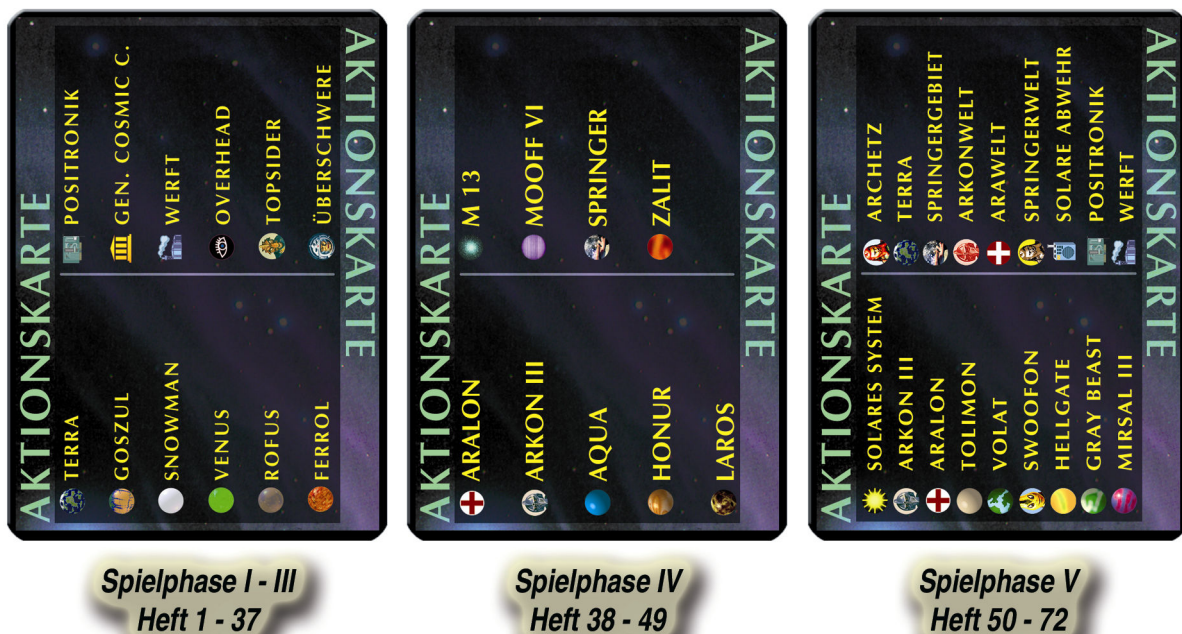 AKTIONSKARTE
TERRA
GOSZUL
SNOWMAN
VENUS
ROFUS
FERROL
POSITRONIK
GEN. COSMIC C.
WERFT
OVERHEAD
TOPSIDER
ÜBERSCHWERE
AKTIONSKARTE
Spielphase I - III
Heft 1 - 37
AKTIONSKARTE
ARALON
ARKON III
AQUA
HONUR
LAROS
M 13
MOOFF VI
SPRINGER
ZALIT
AKTIONSKARTE
Spielphase IV
Heft 38 - 49
AKTIONSKARTE
SOLARES SYSTEM
ARKON III
ARALON
TOLIMON
VOLAT
SWOOFON
HELLGATE
GRAY BEAST
MIRSAL III
ARCHETZ
TERRA
SPRINGERGEBIET
ARKONWELT
ARAWELT
SPRINGERWELT
SOLARE ABWEHR
POSITRONIK
WERFT
AKTIONSKARTE
Spielphase V
Heft 50 - 72